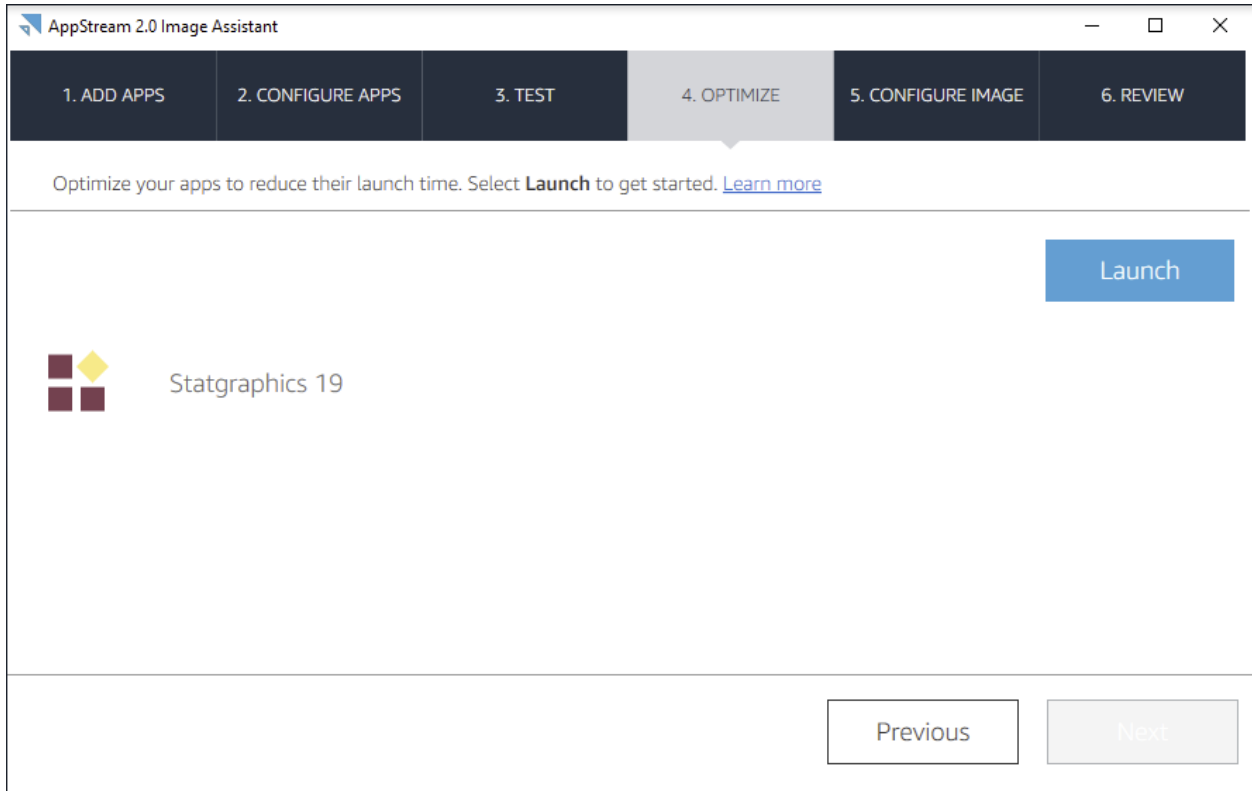 AppStream 2.0 Image Assistant
1. ADD APPS 2. CONFIGURE APPS 3. TEST 4. OPTIMIZE 5. CONFIGURE IMAGE 6. REVIEW
Optimize your apps to reduce their launch time. Select Launch to get started. Learn more
Launch
Statgraphics 19
Previous Next